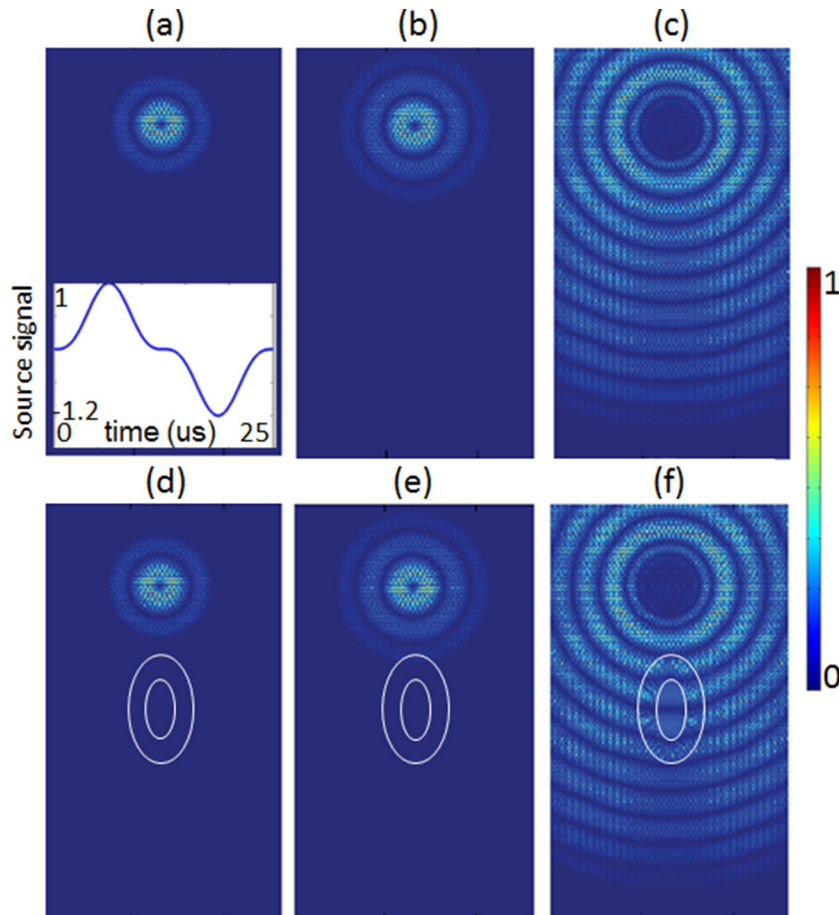 (a) (b) (c)
Source signal
1
-1.2
0 time (us) 25
1
0
(d) (e) (f)